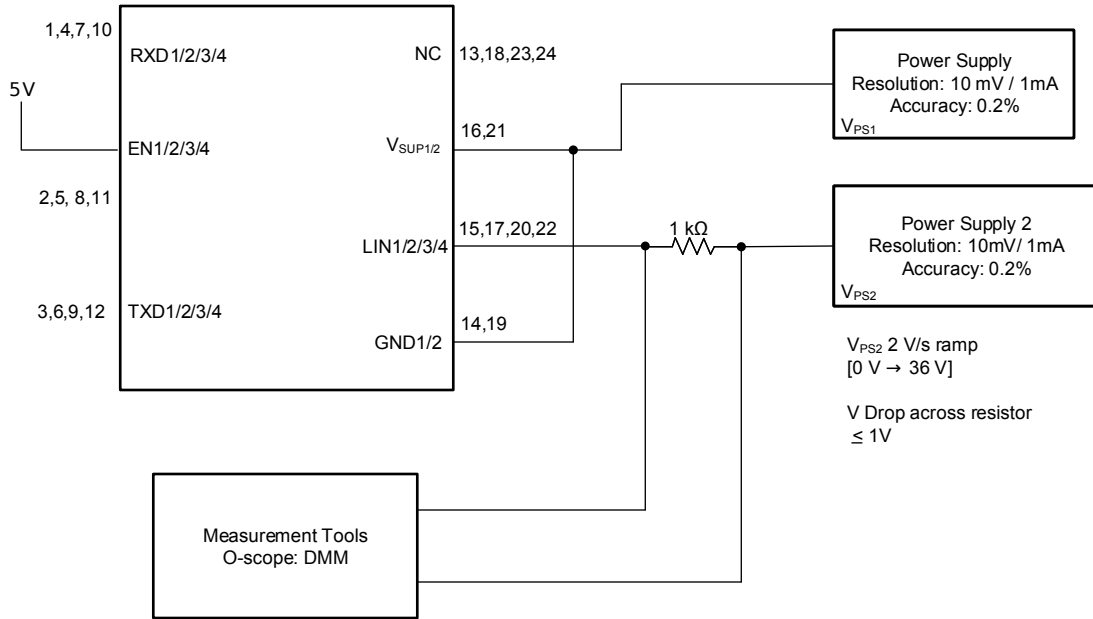 1,4,7,10
RXD1/2/3/4
NC
13,18,23,24
5V
EN1/2/3/4
VSUP1/2
16,21
2,5, 8,11
LIN1/2/3/4
15,17,20,22
1 kΩ
3,6,9,12
TXD1/2/3/4
14,19
GND1/2
Power Supply
Resolution: 10 mV / 1mA
Accuracy: 0.2%
VPS1
Power Supply 2
Resolution: 10mV/ 1mA
Accuracy: 0.2%
VPS2
VPS2 2 V/s ramp
[0 V → 36 V]
V Drop across resistor
≤ 1V
Measurement Tools
O-scope: DMM